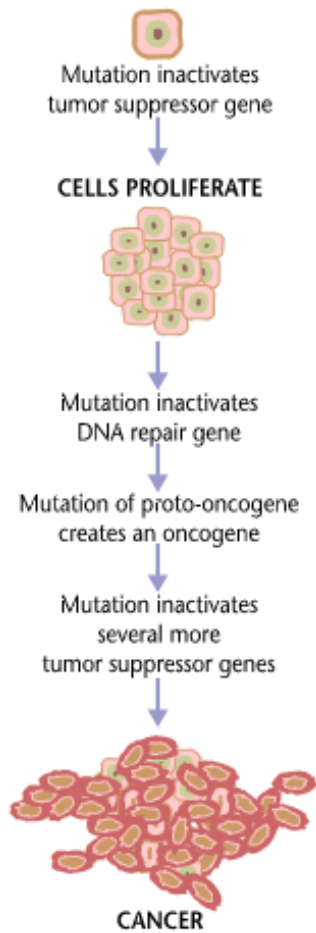 Mutation inactivates
tumor suppressor gene
CELLS PROLIFERATE
Mutation inactivates
DNA repair gene
Mutation of proto-oncogene
creates an oncogene
Mutation inactivates
several more
tumor suppressor genes
CANCER